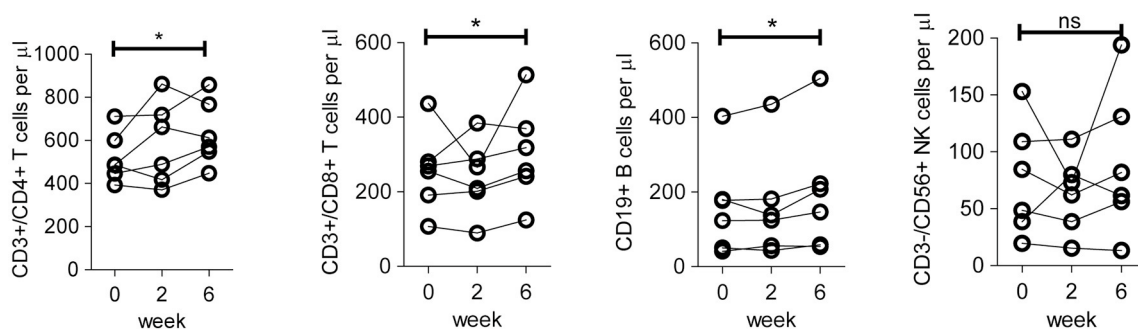 *
CD3+/CD4+ T cells per µl
1000
800
600
400
200
0
0 2 6
week
*
CD3+/CD8+ T cells per µl
600
400
200
0
0 2 6
week
*
CD19+ B cells per µl
600
400
200
0
0 2 6
week
ns
CD3-/CD56+ NK cells per µl
200
150
100
50
0
0 2 6
week